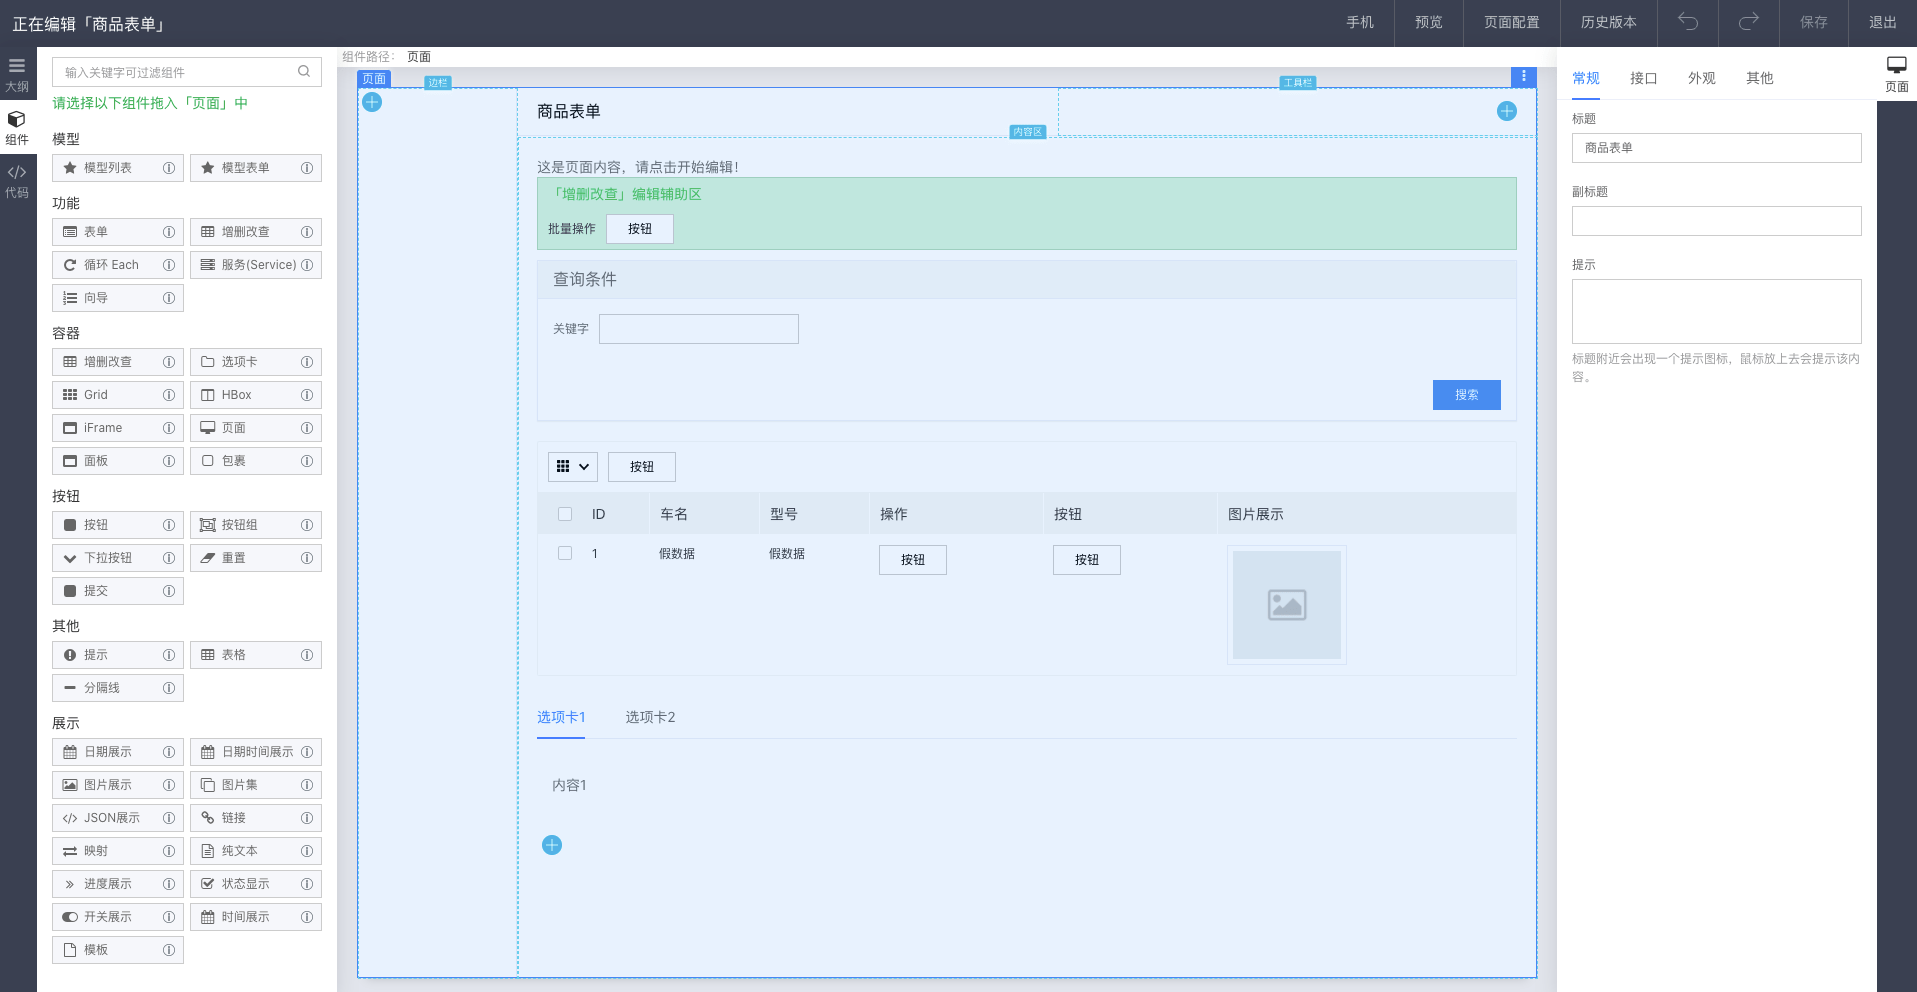 正在编辑「商品表单」
手机 预览 页面配置 历史版本 保存 退出
大纲
组件
代码
输入关键字可过滤组件
请选择以下组件拖入「页面」中
模型
模型列表 模型表单
功能
表单 增删改查
循环 Each 服务(Service)
向导
容器
增删改查 选项卡
Grid HBox
iFrame 页面
面板 包裹
按钮
按钮 按钮组
下拉按钮 重置
提交
其他
提示 表格
分隔线
展示
日期展示 日期时间展示
图片展示 图片集
JSON展示 链接
映射 纯文本
进度展示 状态显示
开关展示 时间展示
模板
组件路径: 页面
页面
边栏
工具栏
商品表单
内容区
这是页面内容，请点击开始编辑！
「增删改查」编辑辅助区
批量操作 按钮
查询条件
关键字
搜索
按钮
ID 车名 型号 操作 按钮 图片展示
1 假数据 假数据 按钮 按钮
选项卡1 选项卡2
内容1
常规 接口 外观 其他
页面
标题
商品表单
副标题
提示
标题附近会出现一个提示图标，鼠标放上去会提示该内
容。